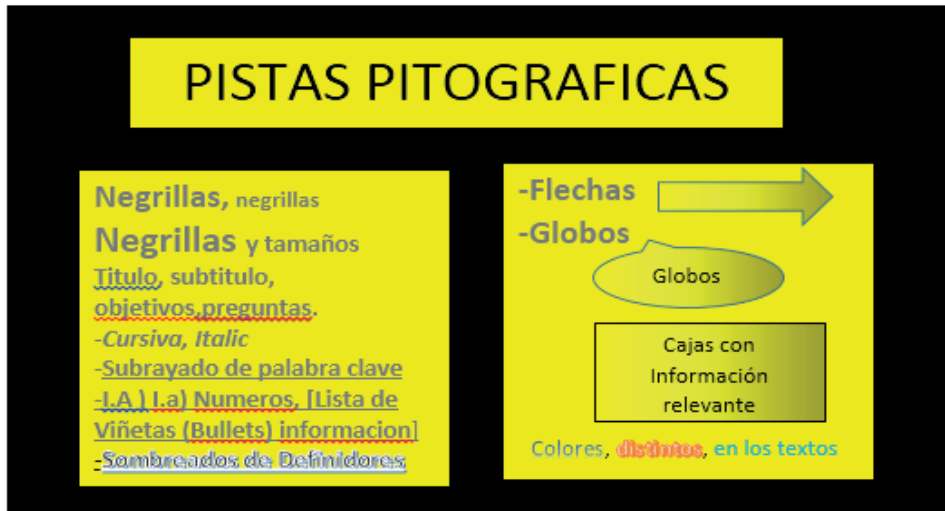 PISTAS PITOGRAFICAS
Negrillas, negrillas
Negrillas y tamaños
Titulo, subtitulo,
objetivos,preguntas.
-Cursiva, Italic
-Subrayado de palabra clave
-I.A ) I.a) Numeros, [Lista de
Viñetas (Bullets) informacion]
-Sombreados de Definidores
-Flechas
-Globos
Globos
Cajas con
Información
relevante
Colores, distintos, en los textos